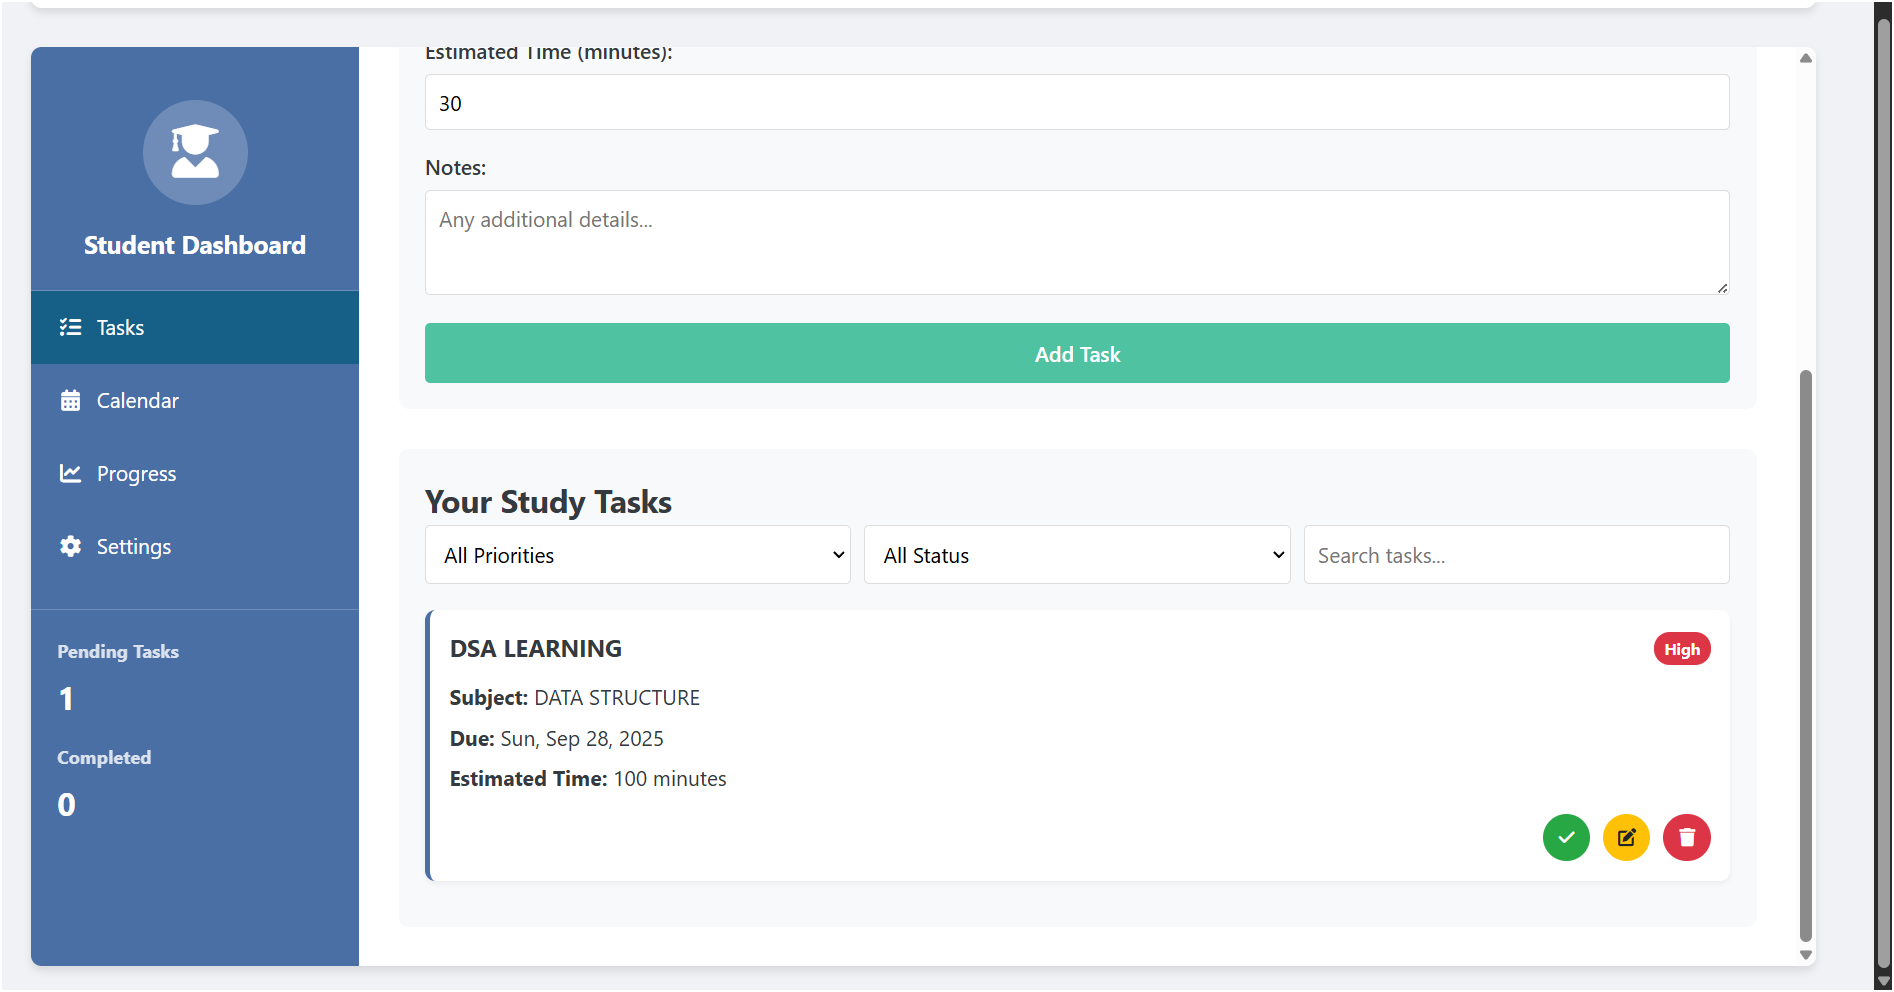 Student Dashboard
Tasks
Calendar
Progress
Settings
Pending Tasks
1
Completed
0
Estimated Time (minutes):
30
Notes:
Any additional details...
Add Task
Your Study Tasks
All Priorities
All Status
Search tasks...
DSA LEARNING
High
Subject: DATA STRUCTURE
Due: Sun, Sep 28, 2025
Estimated Time: 100 minutes